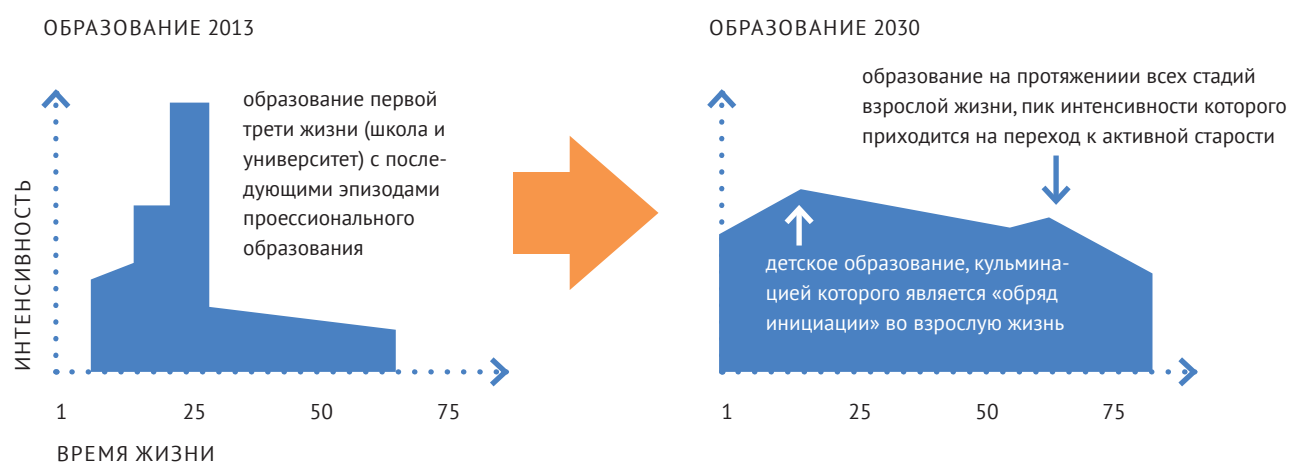 ОБРАЗОВАНИЕ 2013
ИНТЕНСИВНОСТЬ
образование первой
трети жизни (школа и
университет) с после-
дующими эпизодами
проессионального
образования
1 25 50 75
ВРЕМЯ ЖИЗНИ
ОБРАЗОВАНИЕ 2030
образование на протяжениии всех стадий
взрослой жизни, пик интенсивности которого
приходится на переход к активной старости
детское образование, кульмина-
цией которого является «обряд
инициации» во взрослую жизнь
1 25 50 75